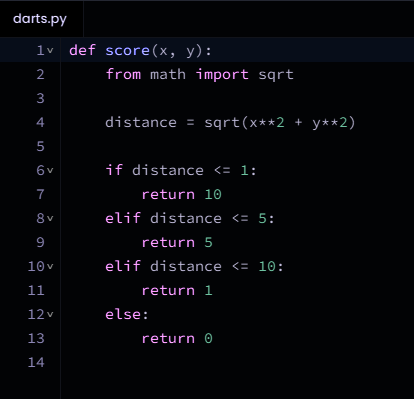 darts.py
1 def score(x, y):
2     from math import sqrt
3
4     distance = sqrt(x**2 + y**2)
5
6     if distance <= 1:
7         return 10
8     elif distance <= 5:
9         return 5
10     elif distance <= 10:
11         return 1
12     else:
13         return 0
14